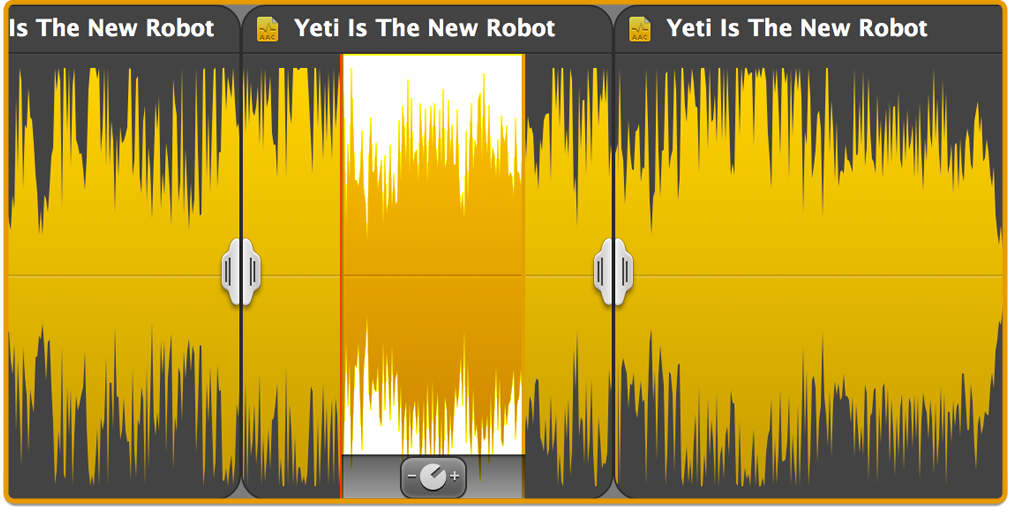 Is The New Robot
AAC
Yeti Is The New Robot
AAC
Yeti Is The New Robot
- +